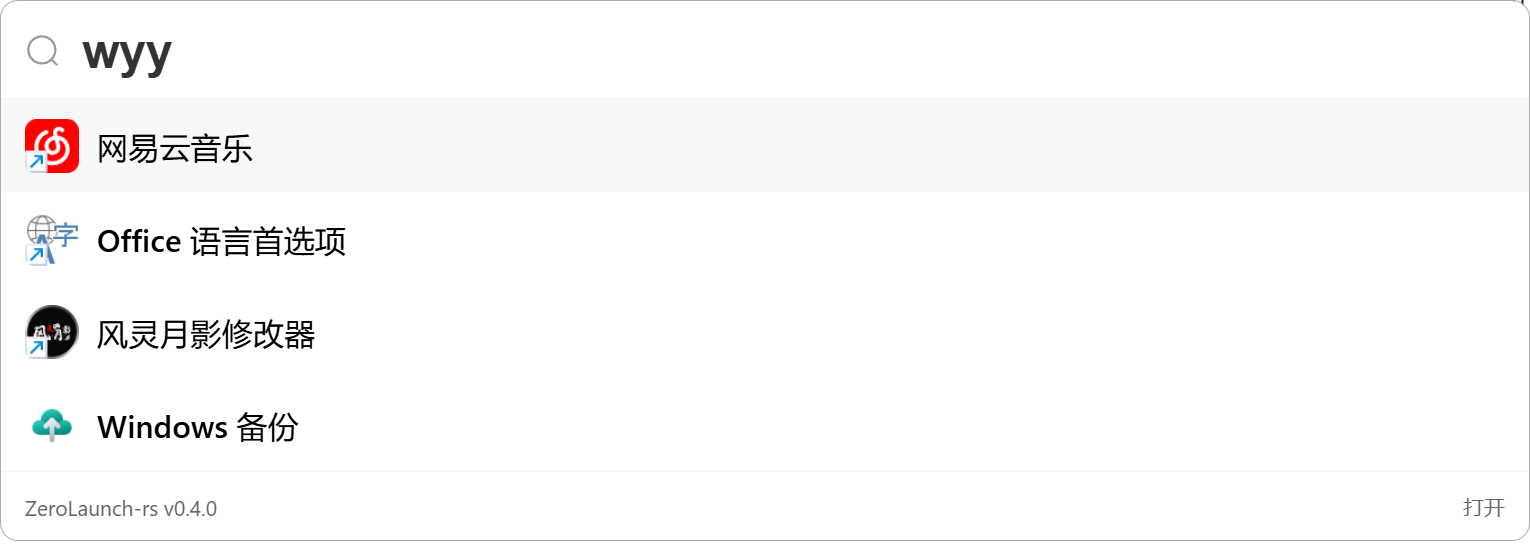 wyy
网易云音乐
字
Office 语言首选项
风灵月影修改器
Windows 备份
ZeroLaunch-rs v0.4.0
打开